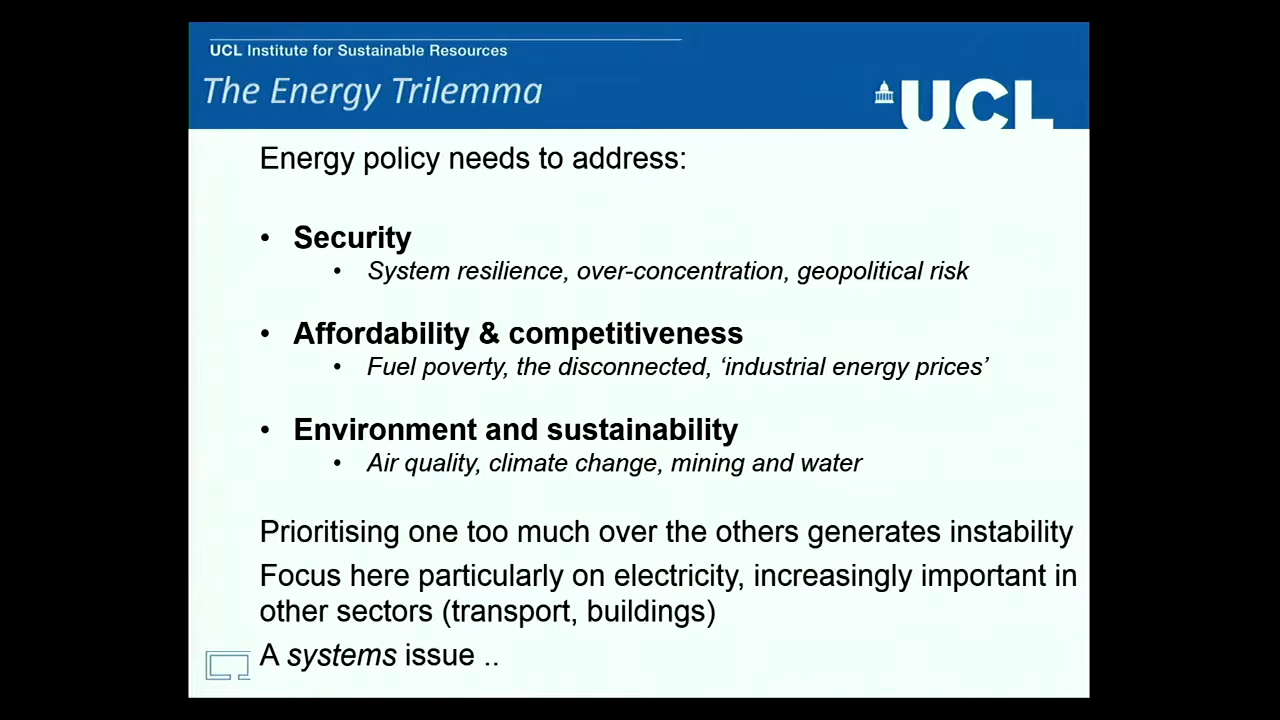 UCL Institute for Sustainable Resources
The Energy Trilemma
UCL
Energy policy needs to address:
• Security
• System resilience, over-concentration, geopolitical risk
• Affordability & competitiveness
• Fuel poverty, the disconnected, ‘industrial energy prices’
• Environment and sustainability
• Air quality, climate change, mining and water
Prioritising one too much over the others generates instability
Focus here particularly on electricity, increasingly important in
other sectors (transport, buildings)
A systems issue ..